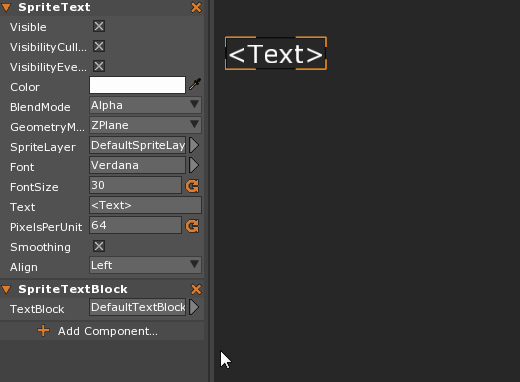 SpriteText
Visible
VisibilityCull...
VisibilityEve...
Color
BlendMode Alpha
GeometryM... ZPlane
SpriteLayer DefaultSpriteLay
Font Verdana
FontSize 30
Text <Text>
PixelsPerUnit 64
Smoothing
Align Left
SpriteTextBlock
TextBlock DefaultTextBlock
Add Component...
<Text>